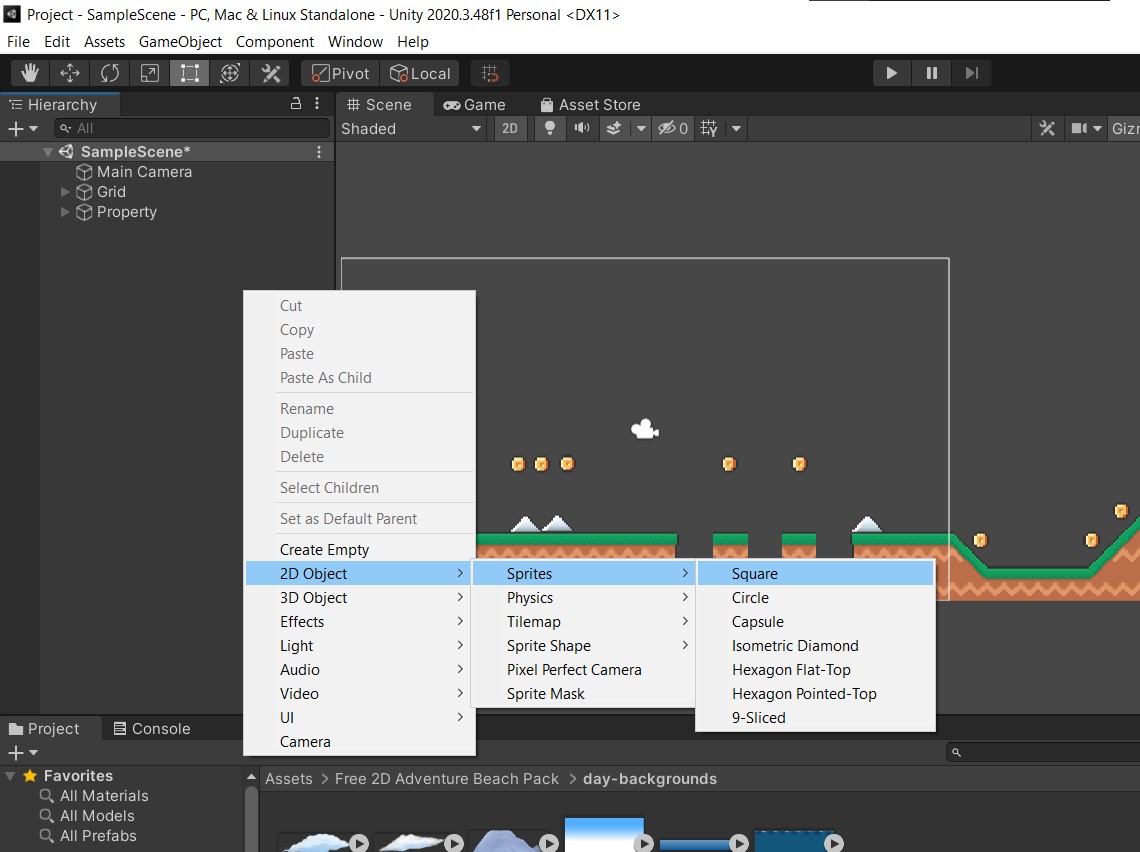 Project - SampleScene - PC, Mac & Linux Standalone - Unity 2020.3.48f1 Personal <DX11>
File Edit Assets GameObject Component Window Help
Pivot Local
Hierarchy
Scene Game Asset Store
All
Shaded 2D 0 Giz
SampleScene*
Main Camera
Grid
Property
Cut
Copy
Paste
Paste As Child
Rename
Duplicate
Delete
Select Children
Set as Default Parent
Create Empty
2D Object
3D Object
Effects
Light
Audio
Video
UI
Camera
Sprites
Physics
Tilemap
Sprite Shape
Pixel Perfect Camera
Sprite Mask
Square
Circle
Capsule
Isometric Diamond
Hexagon Flat-Top
Hexagon Pointed-Top
9-Sliced
Project Console
Favorites
All Materials
All Models
All Prefabs
Assets > Free 2D Adventure Beach Pack > day-backgrounds